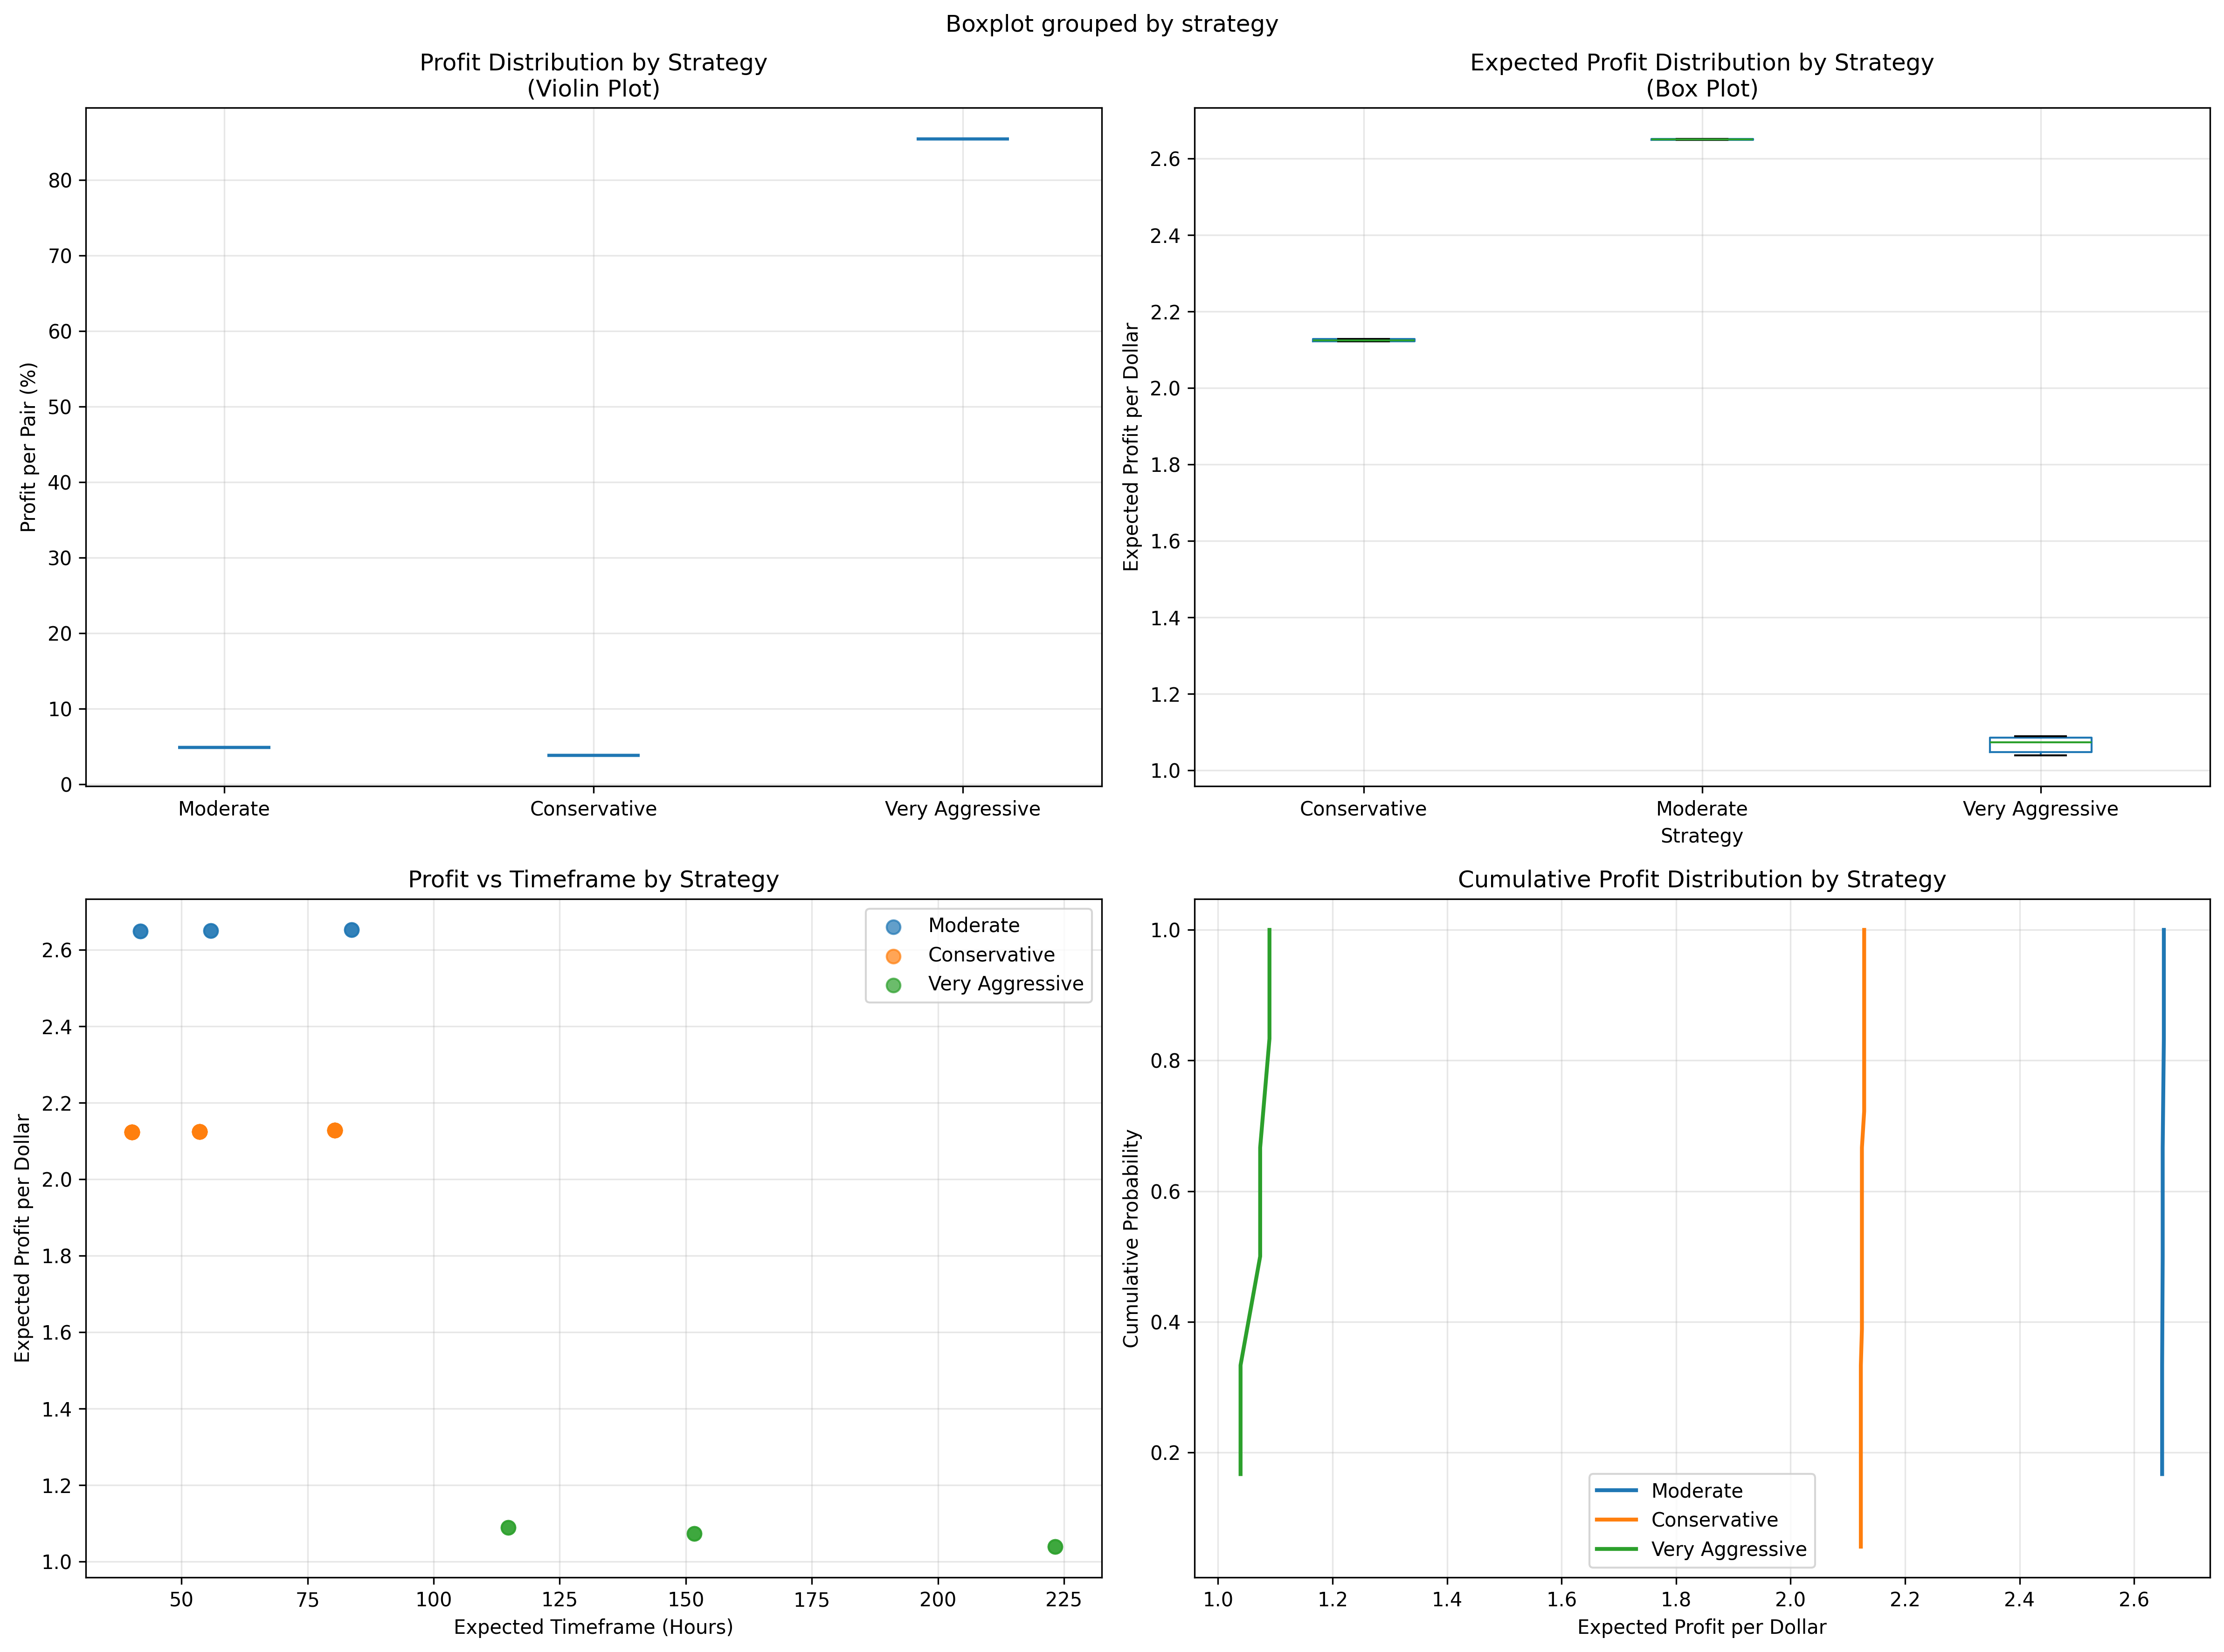 Boxplot grouped by strategy
Profit Distribution by Strategy
(Violin Plot)
Profit per Pair (%)
80
70
60
50
40
30
20
10
0
Moderate
Conservative
Very Aggressive
Expected Profit Distribution by Strategy
(Box Plot)
Expected Profit per Dollar
2.6
2.4
2.2
2.0
1.8
1.6
1.4
1.2
1.0
Conservative
Moderate
Very Aggressive
Strategy
Profit vs Timeframe by Strategy
Expected Profit per Dollar
2.6
2.4
2.2
2.0
1.8
1.6
1.4
1.2
1.0
Moderate
Conservative
Very Aggressive
50
75
100
125
150
175
200
225
Expected Timeframe (Hours)
Cumulative Profit Distribution by Strategy
Cumulative Probability
1.0
0.8
0.6
0.4
0.2
Moderate
Conservative
Very Aggressive
1.0
1.2
1.4
1.6
1.8
2.0
2.2
2.4
2.6
Expected Profit per Dollar